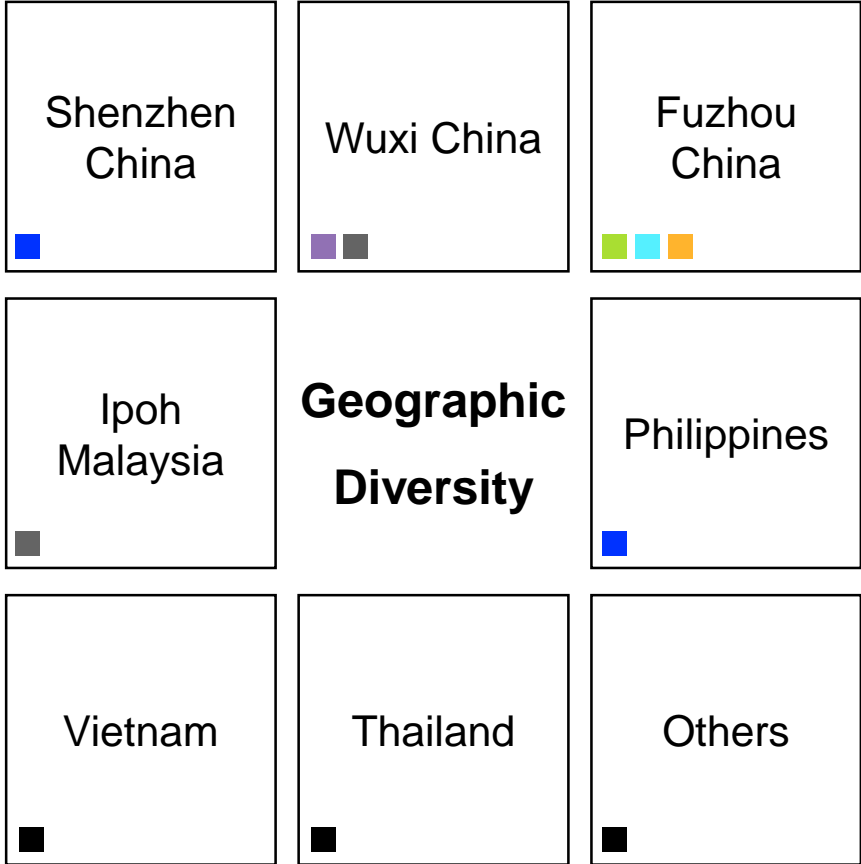 Shenzhen
China
Wuxi China
Fuzhou
China
Ipoh
Malaysia
Geographic
Diversity
Philippines
Vietnam
Thailand
Others